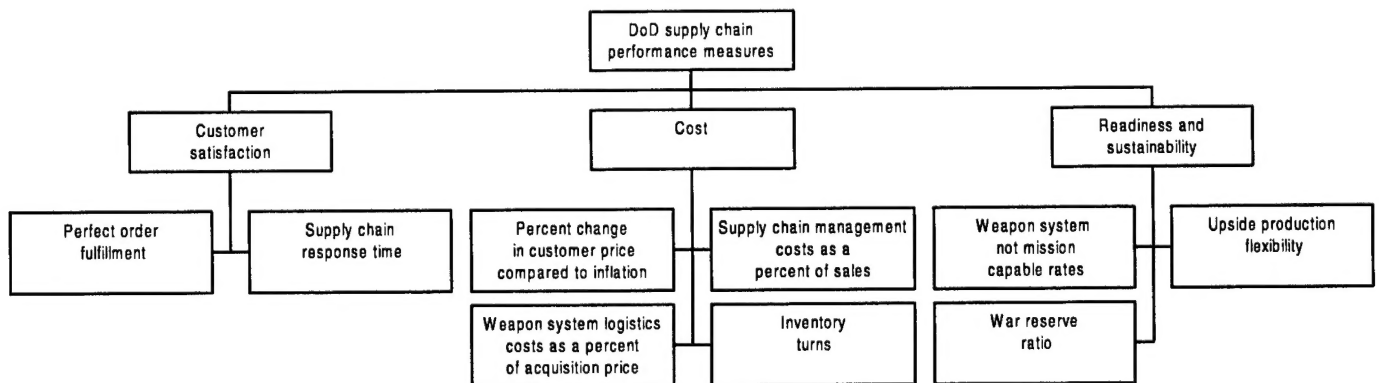 DoD supply chain
performance measures
Customer
satisfaction
Cost
Readiness and
sustainability
Perfect order
fulfillment
Supply chain
response time
Percent change
in customer price
compared to inflation
Supply chain management
costs as a
percent of sales
Weapon system
not mission
capable rates
Upside production
flexibility
Weapon system logistics
costs as a percent
of acquisition price
Inventory
turns
War reserve
ratio